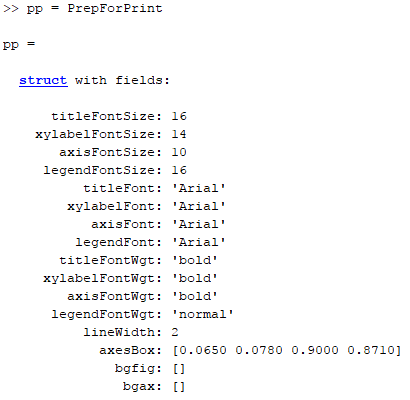 >> pp = PrepForPrint
pp =
struct with fields:
titleFontSize: 16
xylabelFontSize: 14
axisFontSize: 10
legendFontSize: 16
titleFont: 'Arial'
xylabelFont: 'Arial'
axisFont: 'Arial'
legendFont: 'Arial'
titleFontWgt: 'bold'
xylabelFontWgt: 'bold'
axisFontWgt: 'bold'
legendFontWgt: 'normal'
lineWidth: 2
axesBox: [0.0650 0.0780 0.9000 0.8710]
bgfig: []
bgax: []